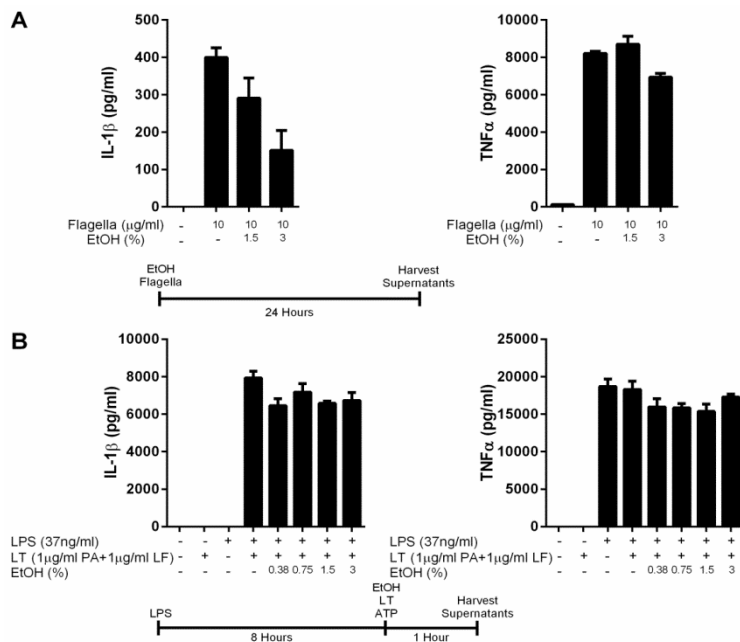 A
IL-1β (pg/ml)
500
400
300
200
100
0
Flagella (µg/ml) - 10 10 10
EtOH (%) - - 1.5 3
TNFα (pg/ml)
10000
8000
6000
4000
2000
0
Flagella (µg/ml) - 10 10 10
EtOH (%) - - 1.5 3
EtOH
Flagella
Harvest
Supernatants
24 Hours
B
IL-1β (pg/ml)
10000
8000
6000
4000
2000
0
LPS (37ng/ml) - - + + + + + +
LT (1µg/ml PA+1µg/ml LF) - + - + + + + +
EtOH (%) - - - - 0.38 0.75 1.5 3
TNFα (pg/ml)
25000
20000
15000
10000
5000
0
LPS (37ng/ml) - - + + + + + +
LT (1µg/ml PA+1µg/ml LF) - + - + + + + +
EtOH (%) - - - - 0.38 0.75 1.5 3
LPS
EtOH
LT
ATP
Harvest
Supernatants
8 Hours
1 Hour